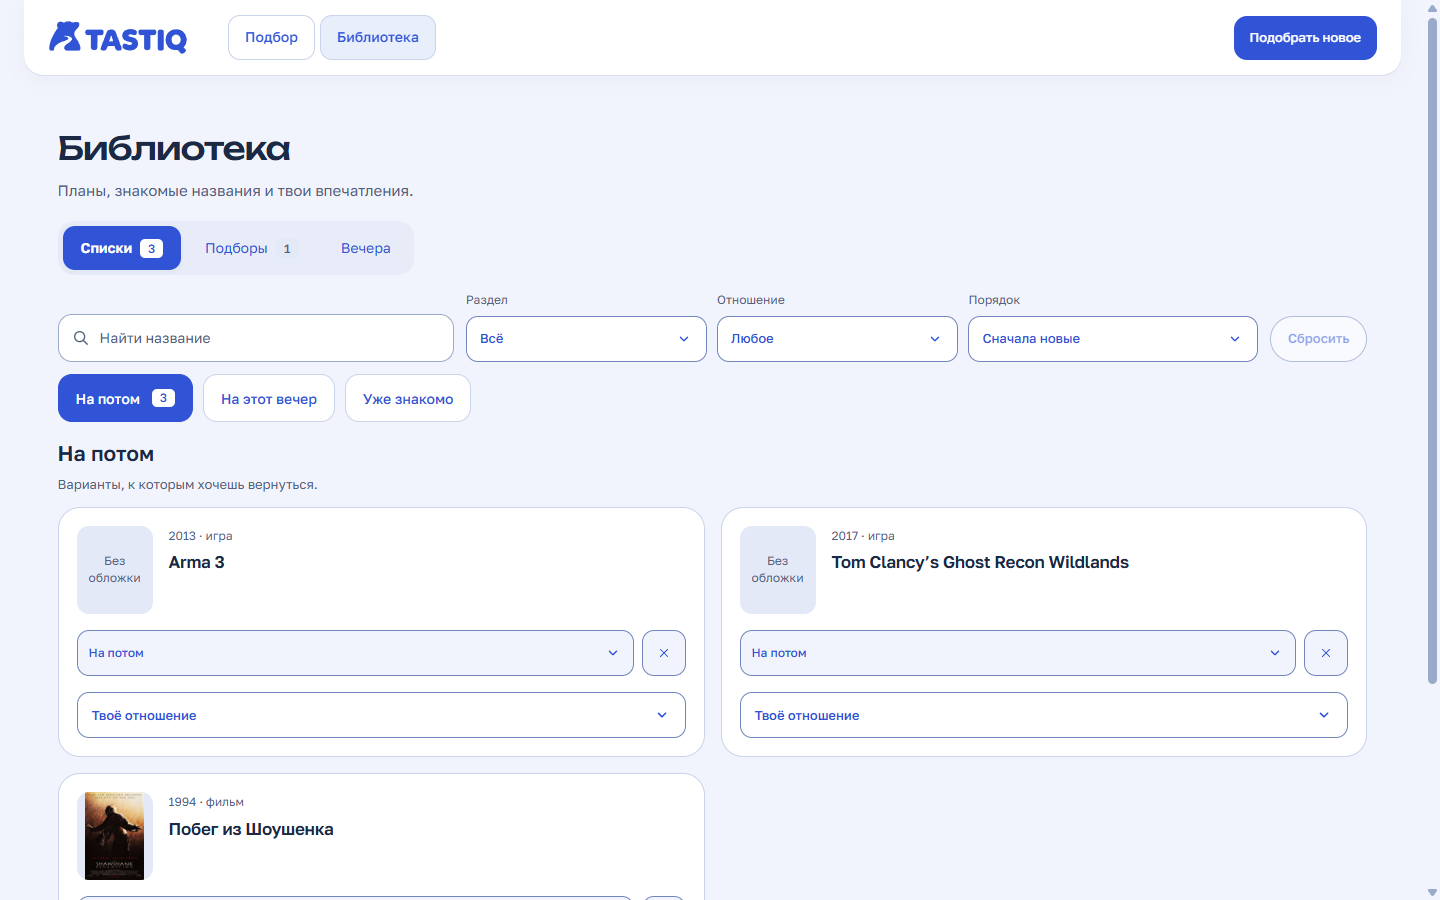 TASTIQ
Подбор
Библиотека
Подобрать новое
Библиотека
Планы, знакомые названия и твои впечатления.
Списки 3
Подборы 1
Вечера
Раздел
Отношение
Порядок
Найти название
Всё
Любое
Сначала новые
Сбросить
На потом 3
На этот вечер
Уже знакомо
На потом
Варианты, к которым хочешь вернуться.
Без
обложки
2013 · игра
Arma 3
На потом
Твоё отношение
Без
обложки
2017 · игра
Tom Clancy’s Ghost Recon Wildlands
На потом
Твоё отношение
1994 · фильм
Побег из Шоушенка